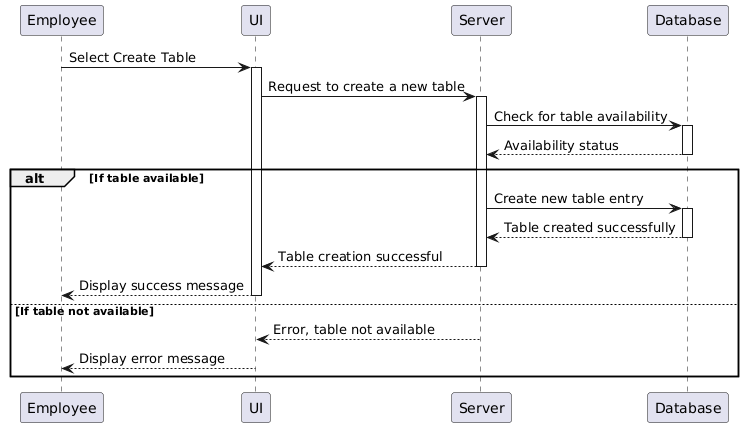 Employee UI Server Database
Select Create Table
Request to create a new table
Check for table availability
Availability status
alt [If table available]
Create new table entry
Table created successfully
Table creation successful
Display success message
[If table not available]
Error, table not available
Display error message
Employee UI Server Database